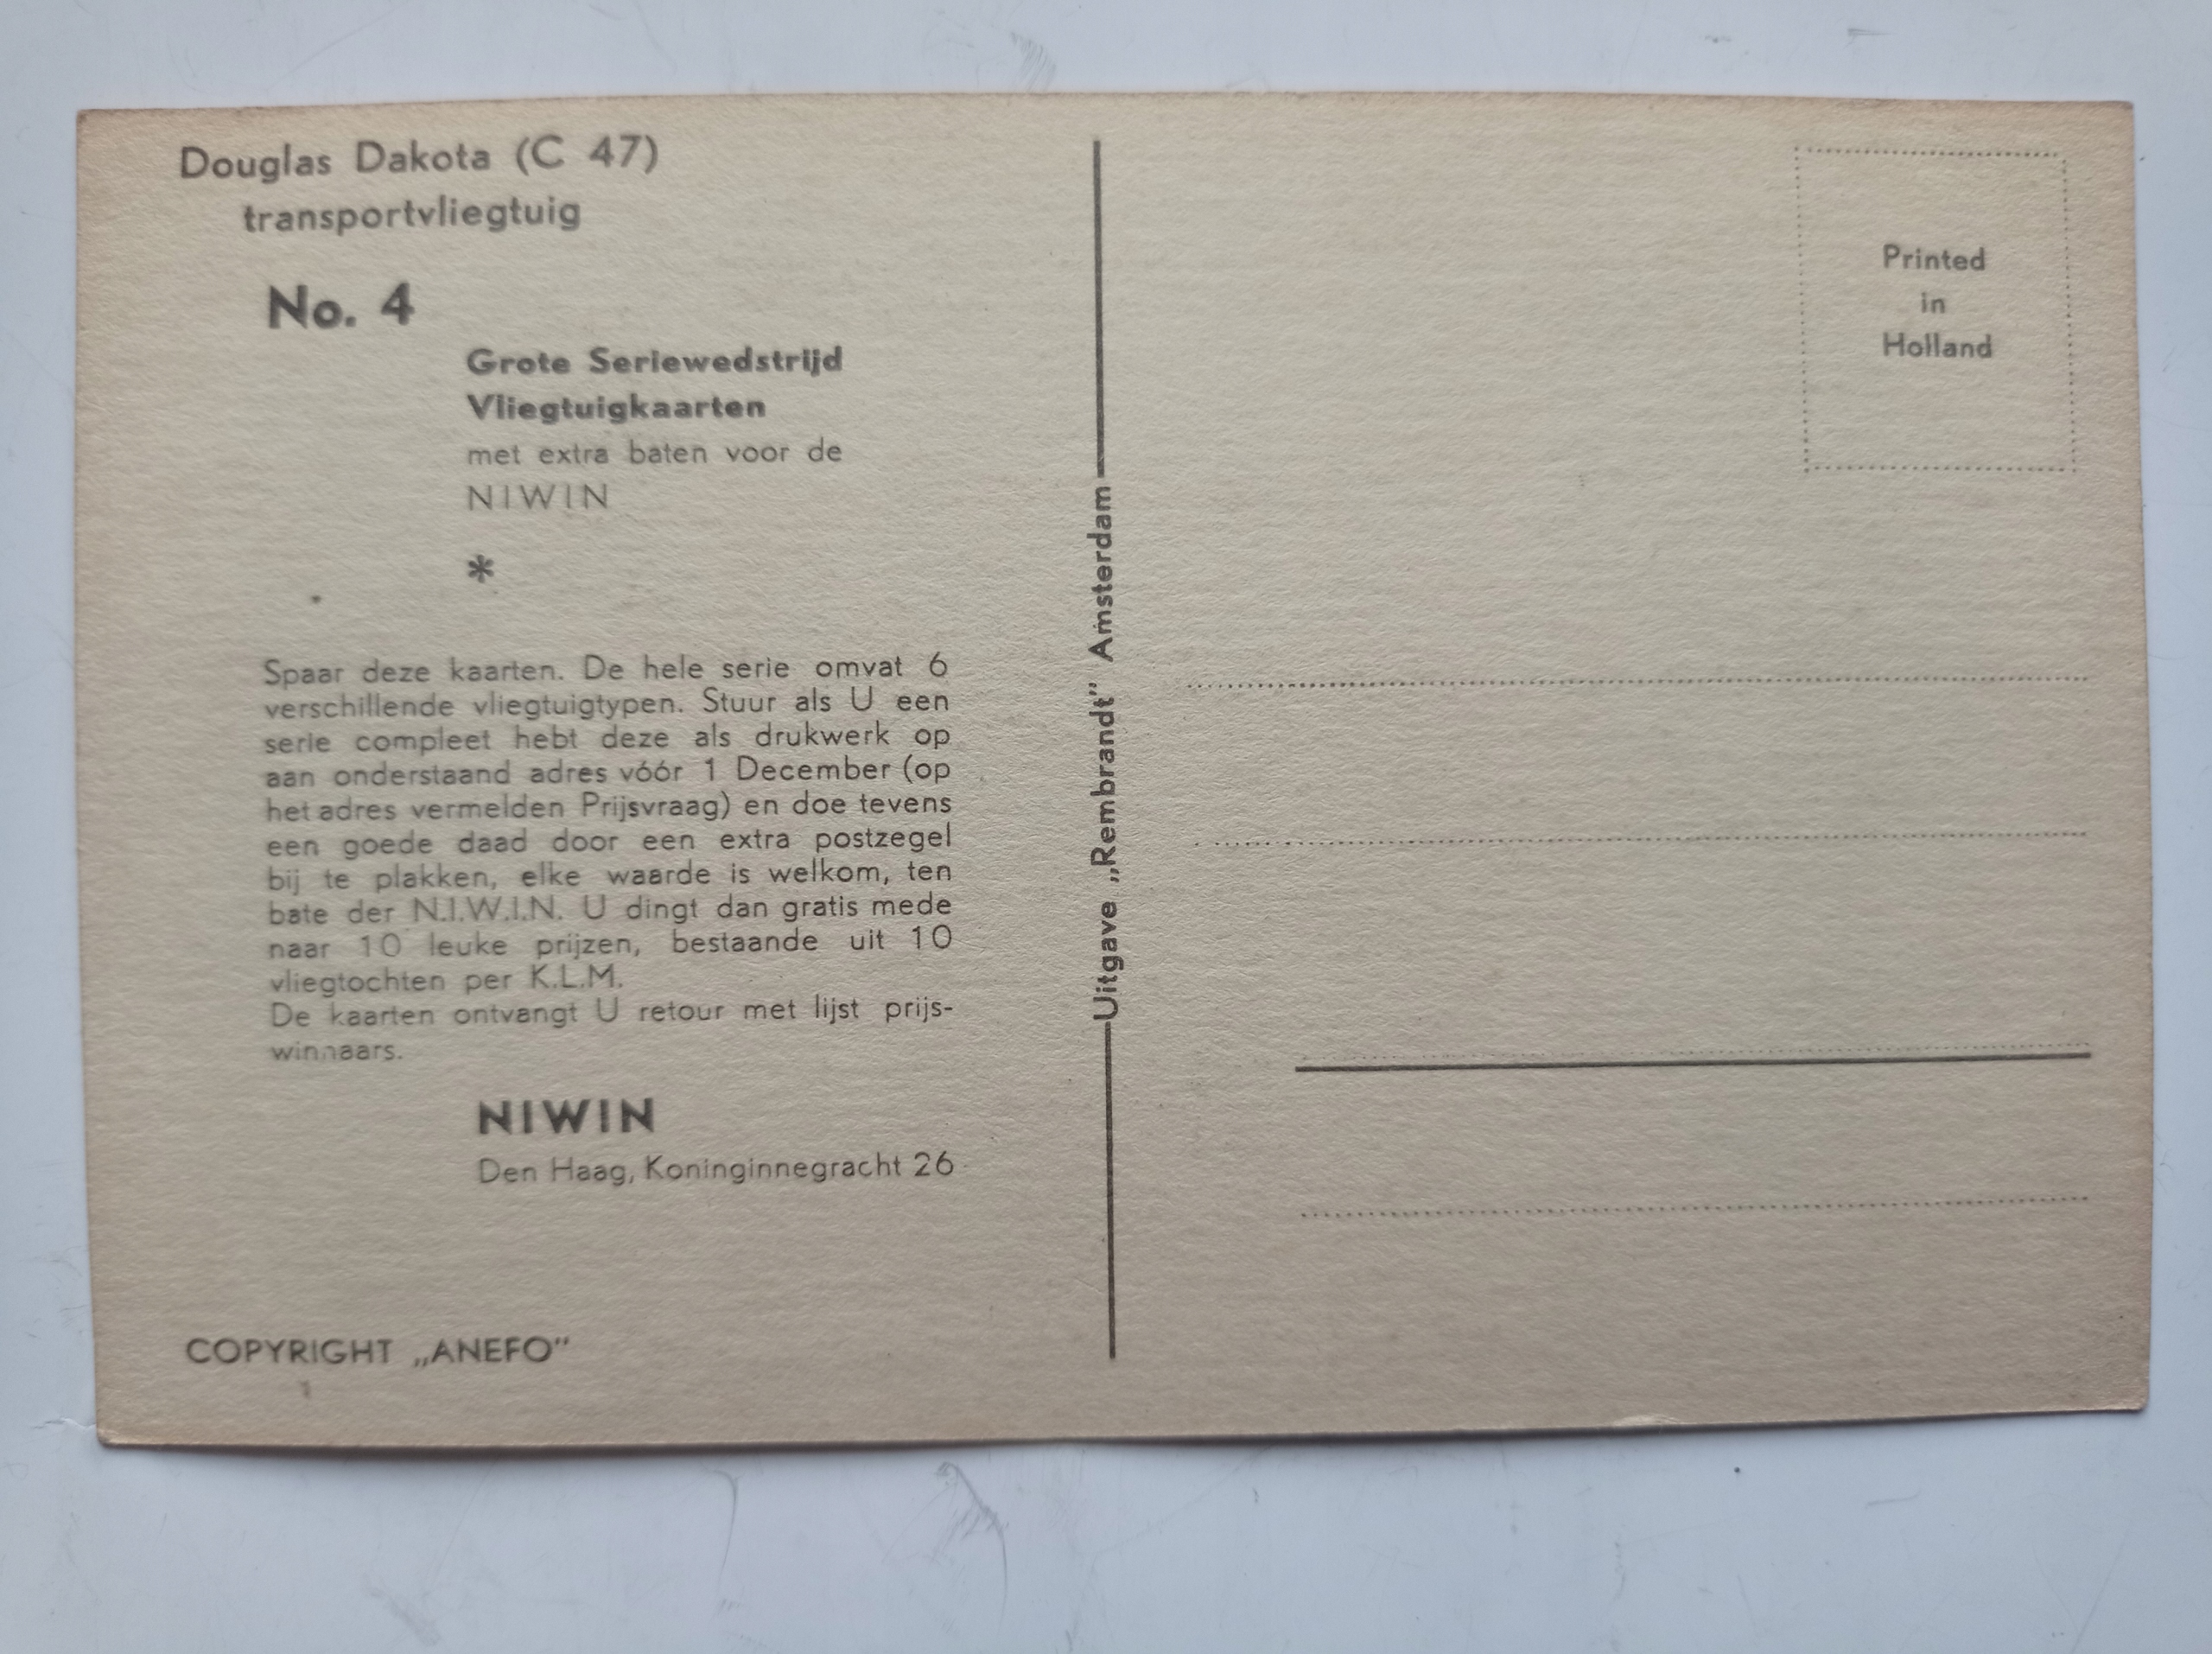 Douglas Dakota (C 47)
transportvliegtuig
No. 4
Grote Seriewedstrijd
Vliegtuigkaarten
met extra baten voor de
NIWIN
*
Spaar deze kaarten. De hele serie omvat 6
verschillende vliegtuigtypen. Stuur als U een
serie compleet hebt deze als drukwerk op
aan onderstaand adres vóór 1 December (op
het adres vermelden Prijsvraag) en doe tevens
een goede daad door een extra postzegel
bij te plakken, elke waarde is welkom, ten
bate der N.I.W.I.N. U dingt dan gratis mede
naar 10 leuke prijzen, bestaande uit 10
vliegtochten per K.L.M.
De kaarten ontvangt U retour met lijst prijs-
winnaars.
NIWIN
Den Haag, Koninginnegracht 26
COPYRIGHT „ANEFO”
Uitgave „Rembrandt” Amsterdam
Printed
in
Holland